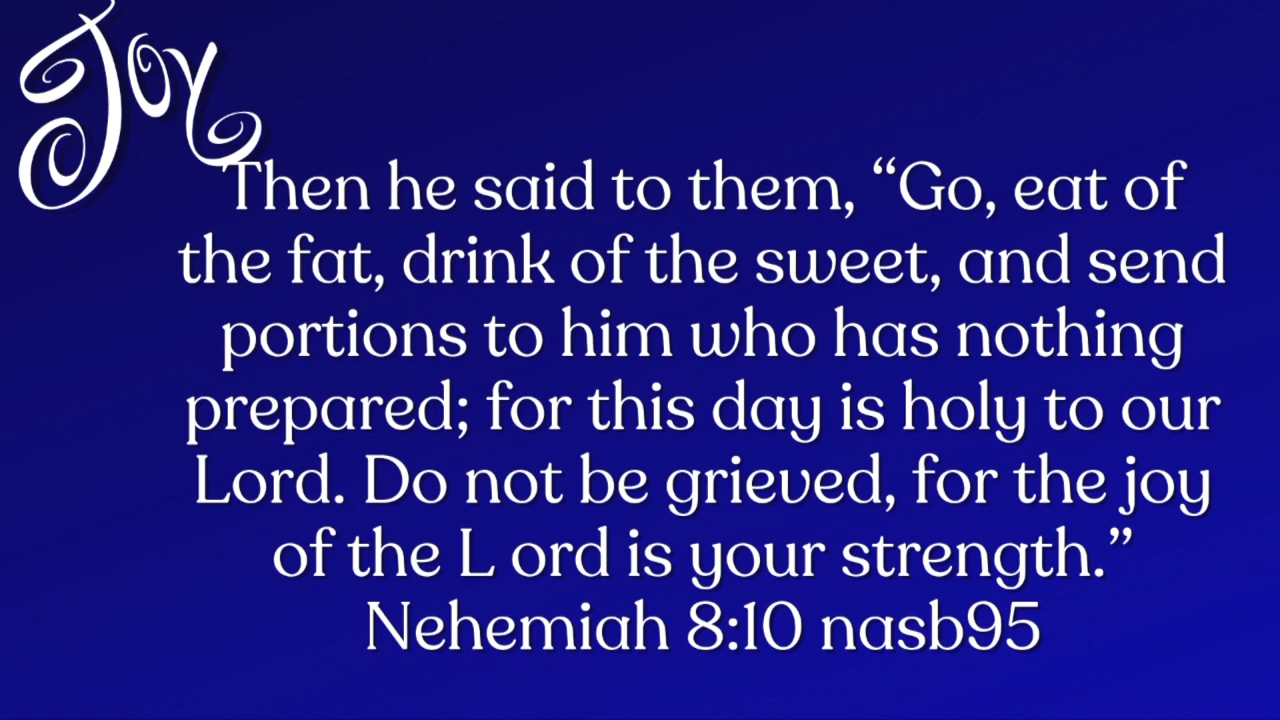 Joy
Then he said to them, “Go, eat of
the fat, drink of the sweet, and send
portions to him who has nothing
prepared; for this day is holy to our
Lord. Do not be grieved, for the joy
of the L ord is your strength.”
Nehemiah 8:10 nasb95